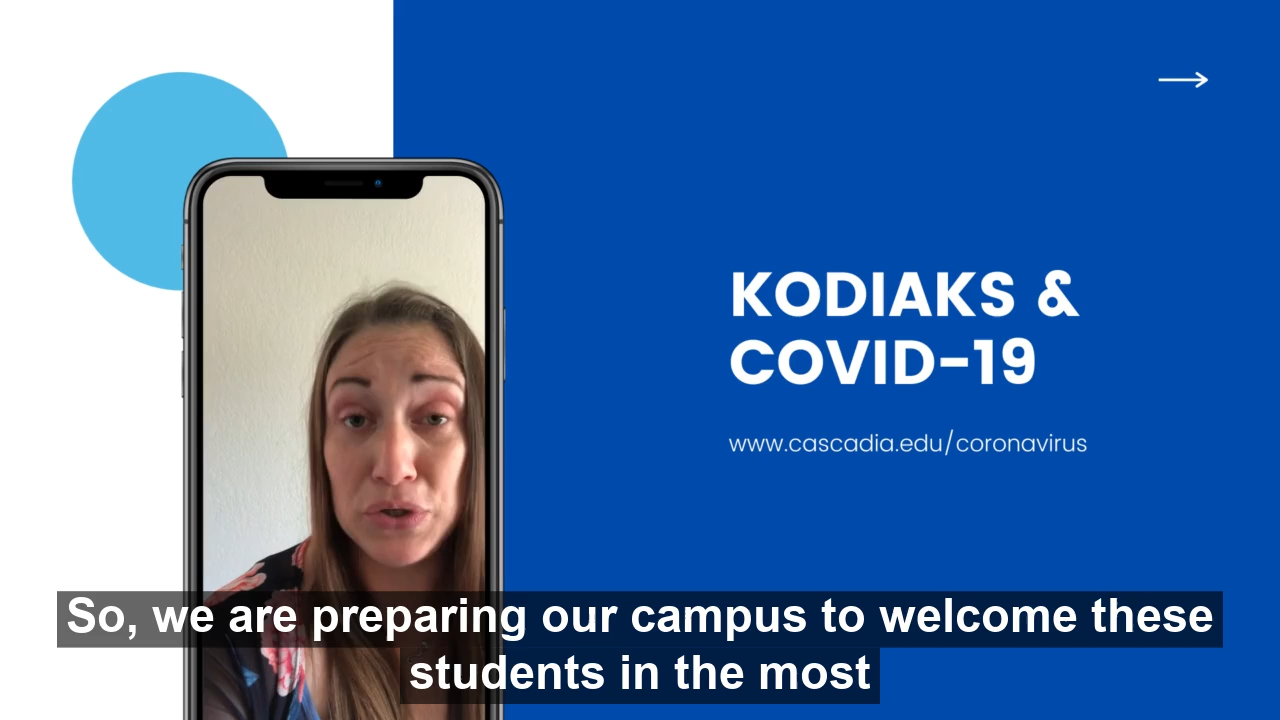 KODIAKS &
COVID-19
www.cascadia.edu/coronavirus
So, we are preparing our campus to welcome these
students in the most